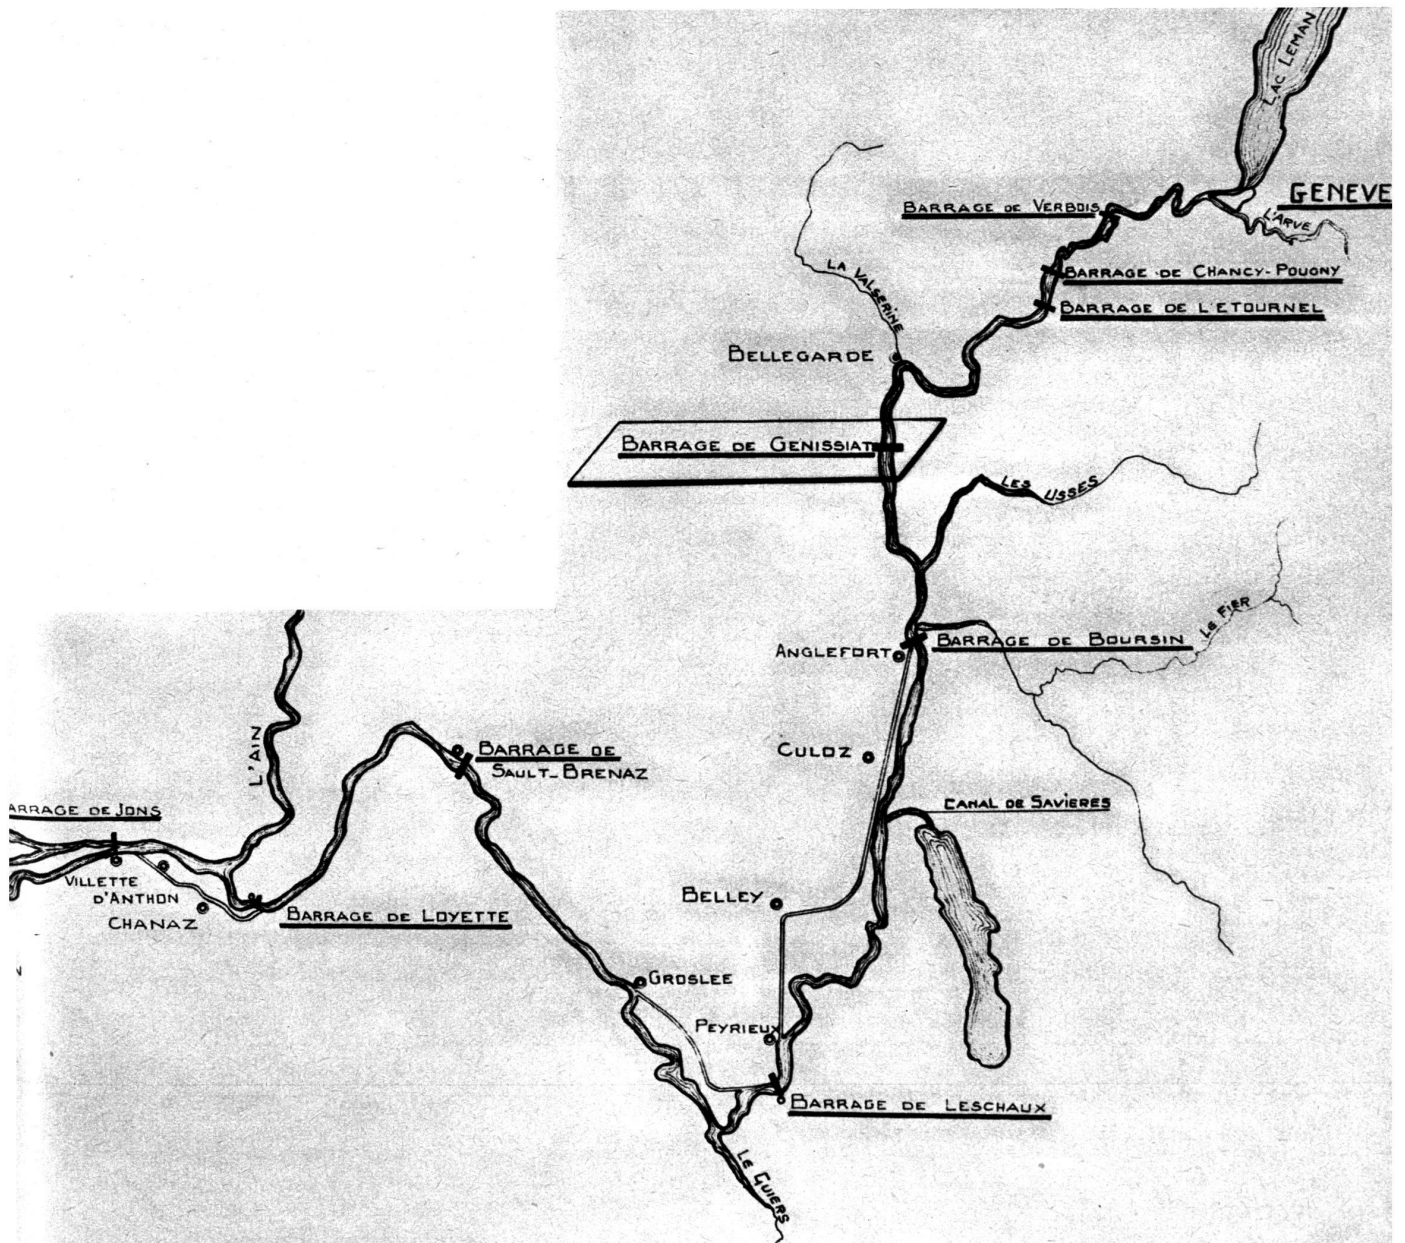 LAC LEMAN
GENEVE
BARRAGE DE VERBOIS
L'ARVE
LA VALSERINE
BARRAGE DE CHANCY-POUGNY
BARRAGE DE L'ETOURNEL
BELLEGARDE
BARRAGE DE GENISSIAT
LES USSES
LE FIER
BARRAGE DE BOURSIN
ANGLEFORT
L'AIN
BARRAGE DE
SAULT-BRENAZ
CULOZ
CANAL DE SAVIERES
ARRAGE DE JONS
VILLETTE
D'ANTHON
CHANAZ
BARRAGE DE LOYETTE
BELLEY
GROSLEE
PEYRIEUX
BARRAGE DE LESCHAUX
LE GUIERS